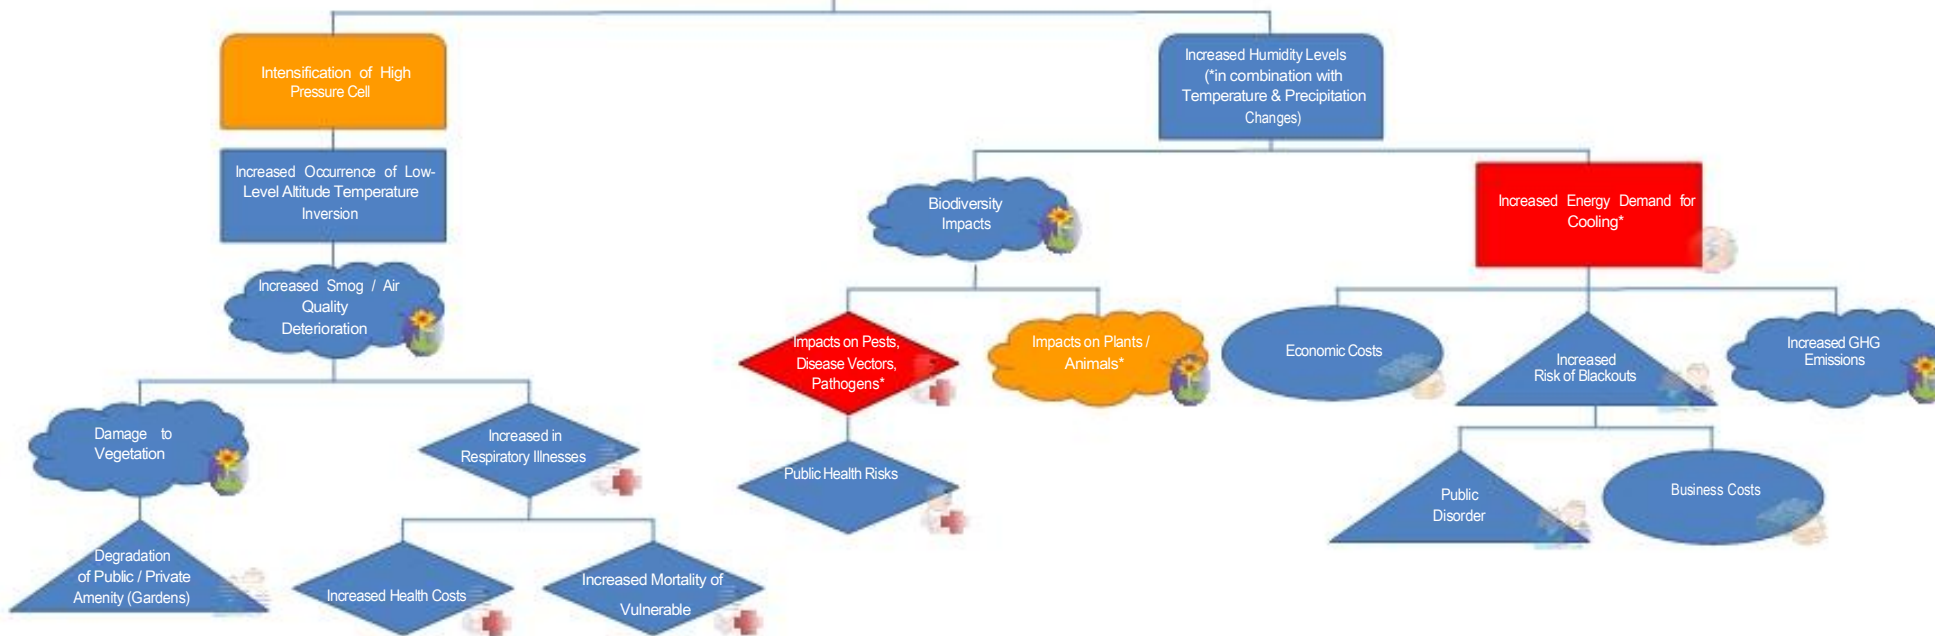 Intensification of High
Pressure Cell
Increased Humidity Levels
(*in combination with
Temperature & Precipitation
Changes)
Increased Occurrence of Low-
Level Altitude Temperature
Inversion
Biodiversity
Impacts
Increased Energy Demand for
Cooling*
Increased Smog / Air
Quality
Deterioration
Impacts on Pests,
Disease Vectors,
Pathogens*
Impacts on Plants /
Animals*
Economic Costs
Increased
Risk of Blackouts
Increased GHG
Emissions
Damage to
Vegetation
Increased in
Respiratory Illnesses
Public Health Risks
Public
Disorder
Business Costs
Degradation
of Public / Private
Amenity (Gardens)
Increased Health Costs
Increased Mortality of
Vulnerable